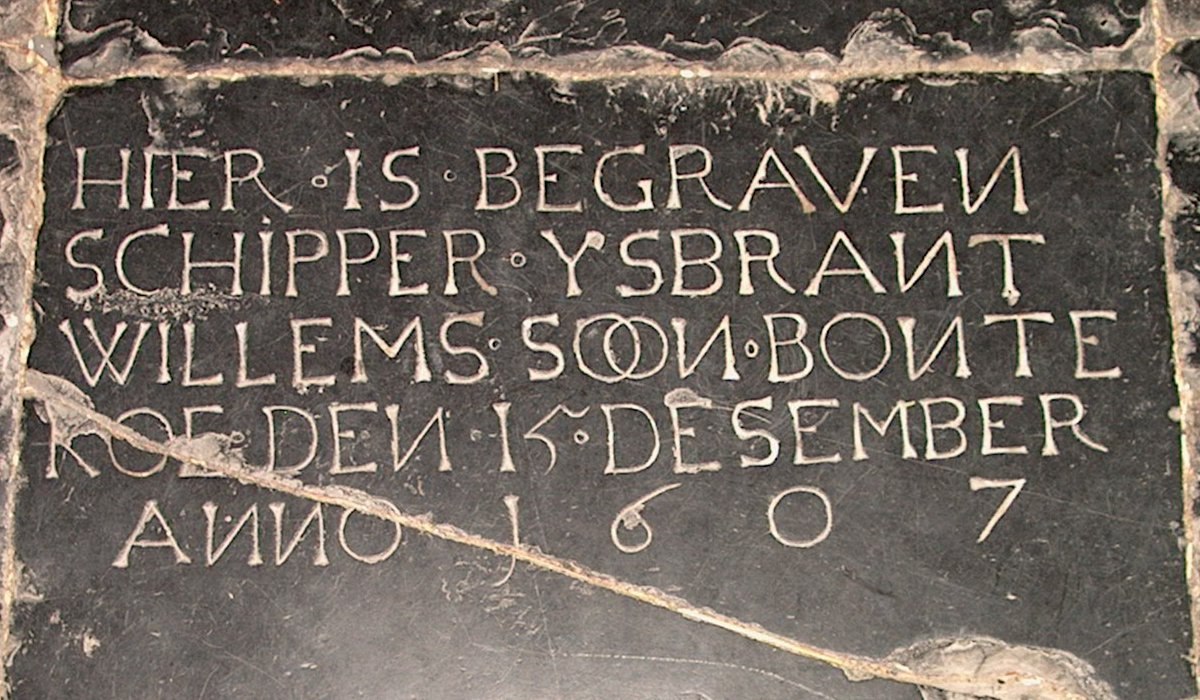 HIER · IS · BEGRAVEN
SCHIPPER · YSBRANT
WILLEMS · SOON · BONTE
KOE DEN · 15 · DESEMBER
ANNO 1607